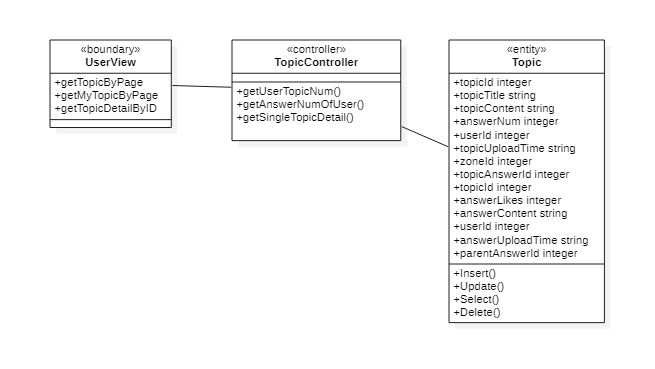 «boundary»
UserView
+getTopicByPage
+getMyTopicByPage
+getTopicDetailByID
«controller»
TopicController
+getUserTopicNum()
+getAnswerNumOfUser()
+getSingleTopicDetail()
«entity»
Topic
+topicId integer
+topicTitle string
+topicContent string
+answerNum integer
+userId integer
+topicUploadTime string
+zoneId integer
+topicAnswerId integer
+topicId integer
+answerLikes integer
+answerContent string
+userId integer
+answerUploadTime string
+parentAnswerId integer
+Insert()
+Update()
+Select()
+Delete()